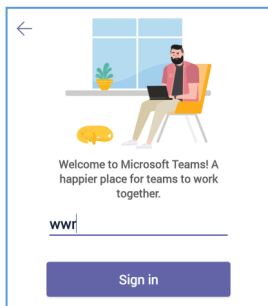 Welcome to Microsoft Teams! A
happier place for teams to work
together.
wwr
Sign in